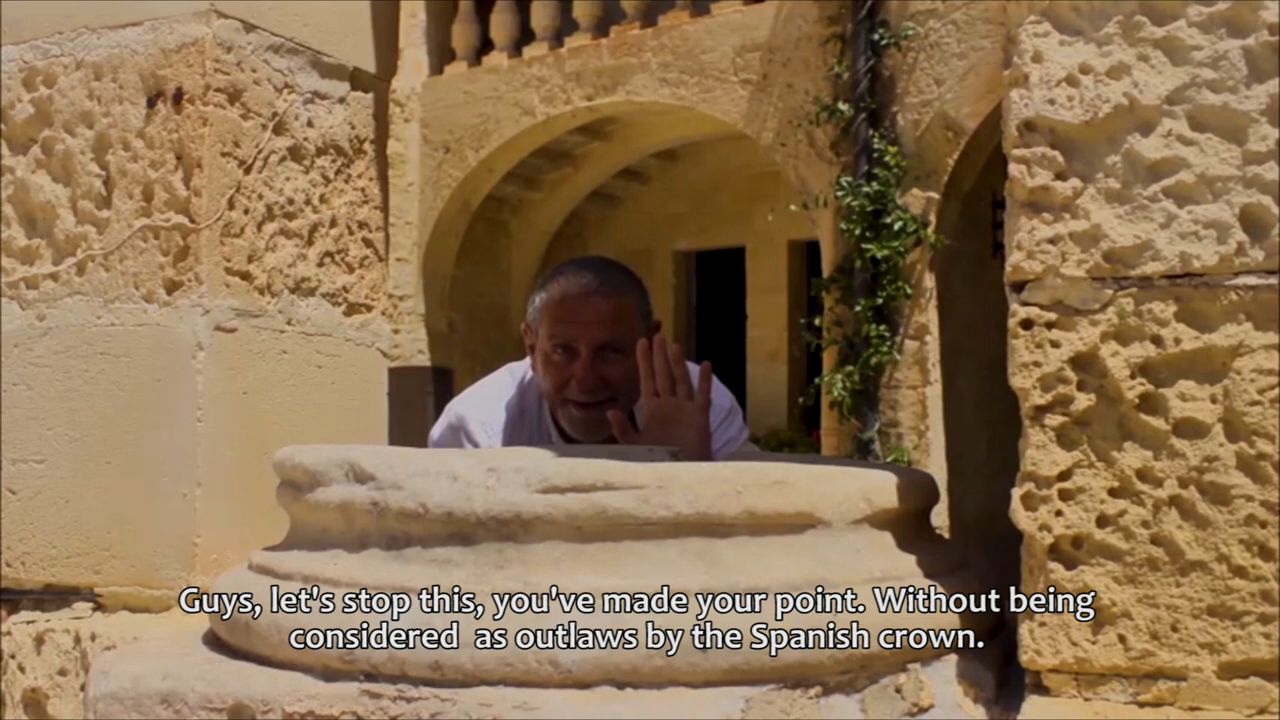 Guys, let's stop this, you've made your point. Without being
considered  as outlaws by the Spanish crown.